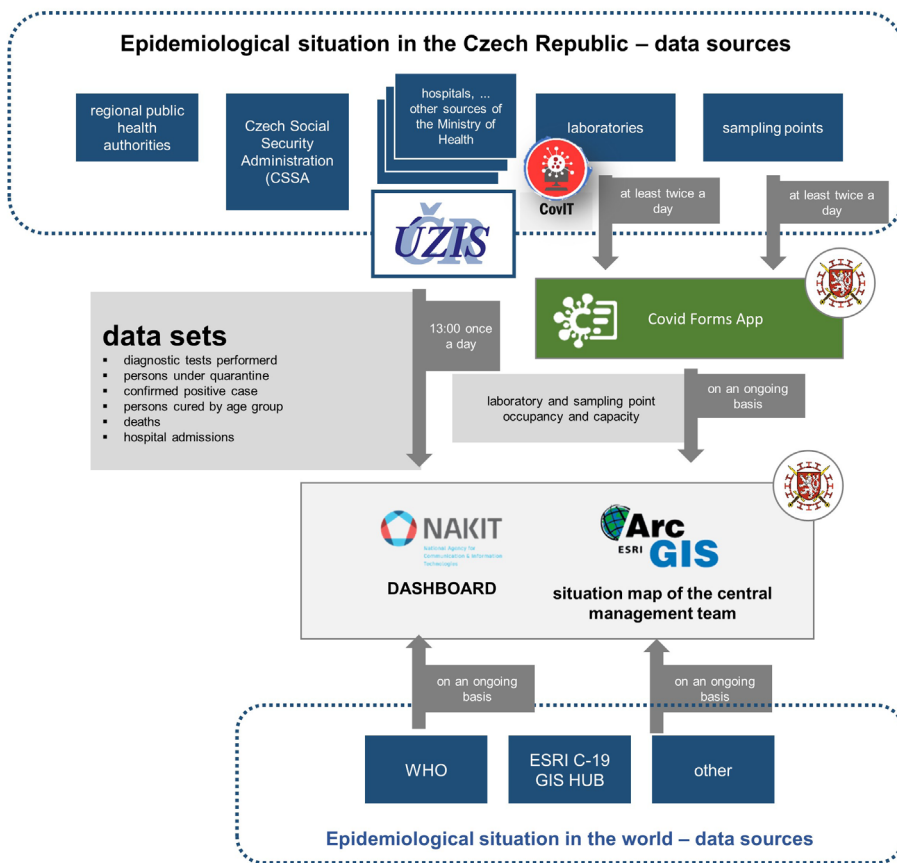 Epidemiological situation in the Czech Republic – data sources
regional public
health
authorities
Czech Social
Security
Administration
(CSSA
hospitals, ...
other sources of
the Ministry of
Health
laboratories
sampling points
CovIT
at least twice a
day
at least twice a
day
ČR
ÚZIS
Covid Forms App
data sets
▪ diagnostic tests performerd
▪ persons under quarantine
▪ confirmed positive case
▪ persons cured by age group
▪ deaths
▪ hospital admissions
13:00 once
a day
laboratory and sampling point
occupancy and capacity
on an ongoing
basis
NAKIT
National Agency for
Communication & Information
Technologies
DASHBOARD
Arc
ESRI
GIS
situation map of the central
management team
on an ongoing
basis
on an ongoing
basis
WHO
ESRI C-19
GIS HUB
other
Epidemiological situation in the world – data sources